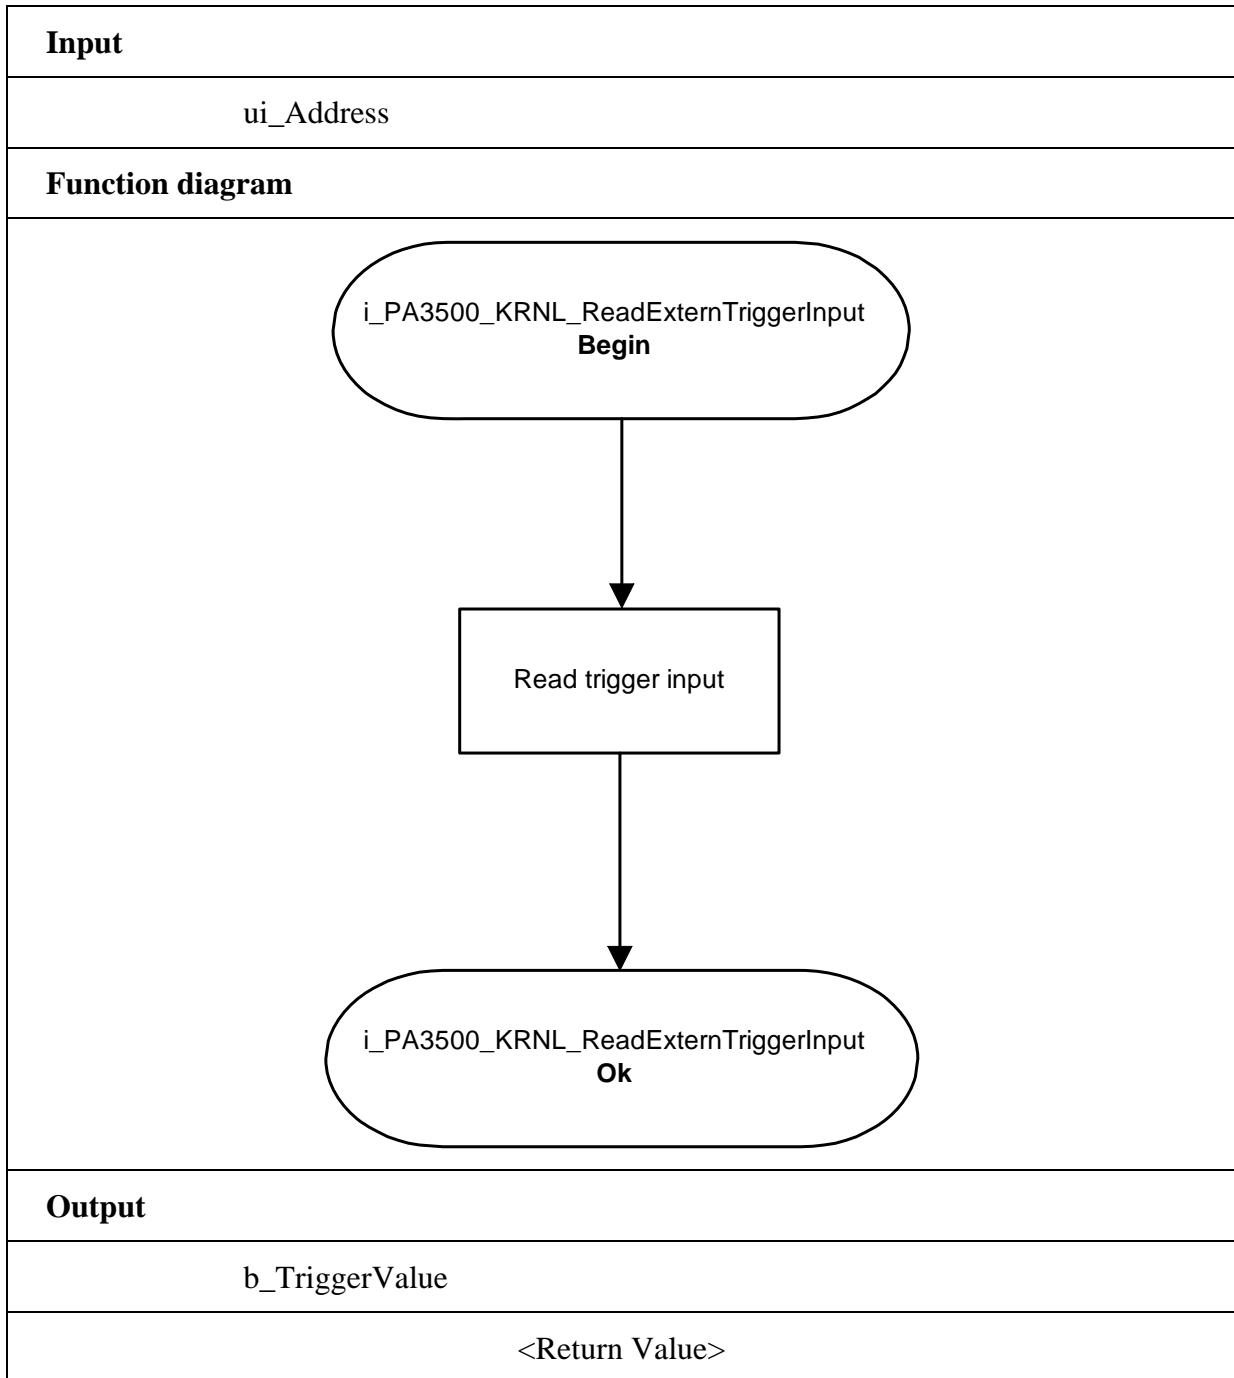 Input
ui_Address
Function diagram
i_PA3500_KRNL_ReadExternTriggerInput
Begin
Read trigger input
i_PA3500_KRNL_ReadExternTriggerInput
Ok
Output
b_TriggerValue
<Return Value>